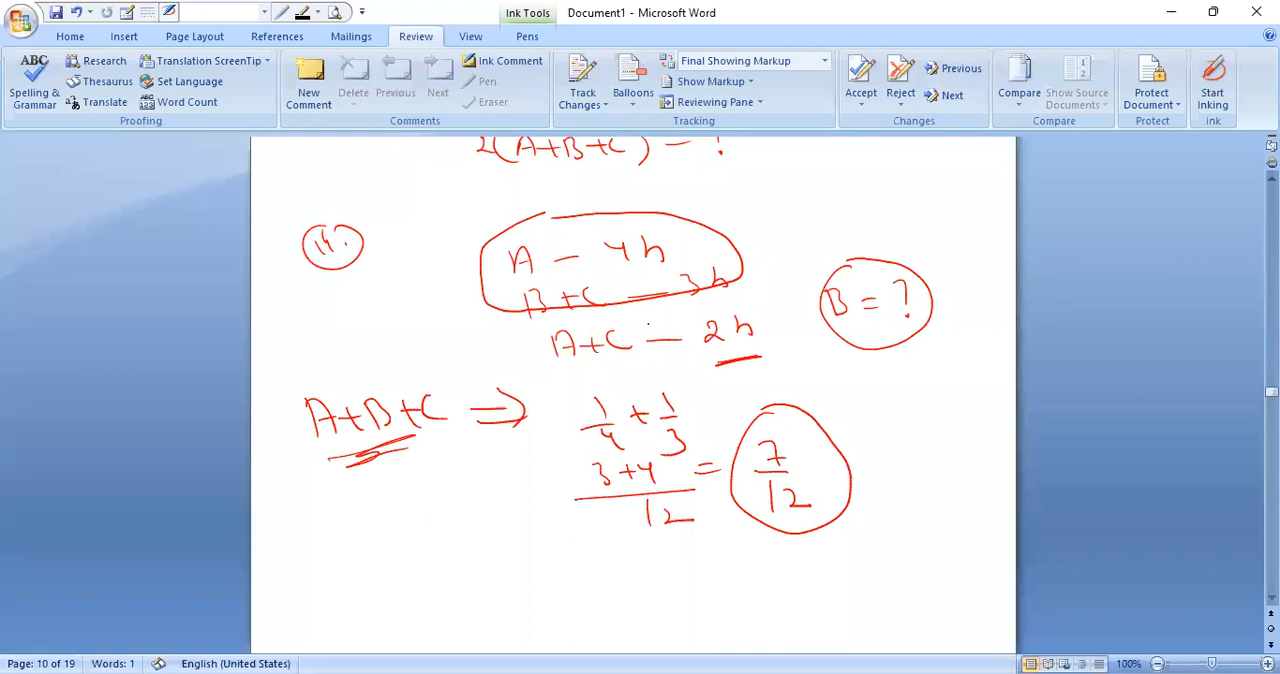 Ink Tools Document1 - Microsoft Word
Home Insert Page Layout References Mailings Review View Pens
ABC Spelling & Grammar Research Thesaurus Translate Translation ScreenTip Set Language Word Count
New Comment Delete Previous Next Ink Comment Pen Eraser
Track Changes Balloons Final Showing Markup Show Markup Reviewing Pane
Accept Reject Previous Next Compare Show Source Documents Protect Document Start Inking
Proofing Comments Tracking Changes Compare Protect Ink
2(A+B+C) - ?
14.
A - 4h
B+C — 3h
B = ?
A+C — 2h
A+B+C ⇒ 1/4 + 1/3
3+4/12 = 7/12
Page: 10 of 19 Words: 1 English (United States) 100%